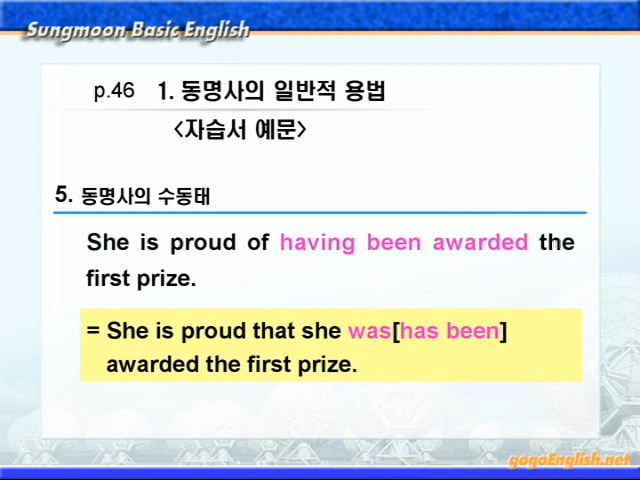 Sungmoon Basic English
p.46 1. 동명사의 일반적 용법
<자습서 예문>
5. 동명사의 수동태
She is proud of having been awarded the
first prize.
= She is proud that she was[has been]
awarded the first prize.
gogoEnglish.net